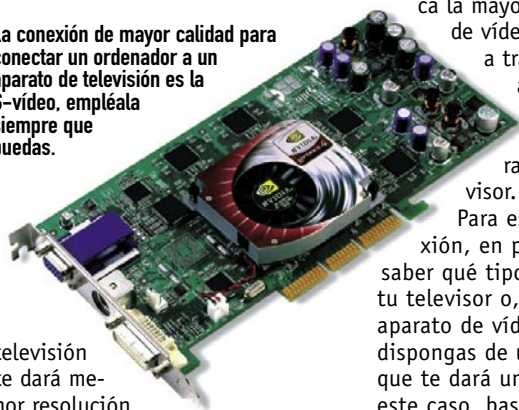 La conexión de mayor calidad para
conectar un ordenador a un
aparato de televisión es la
S-vídeo, empléala
siempre que
puedas.
televisión
te dará me-
nor resolución
ca la mayo
de víde
a tra
a
ra
visor.
Para es
xión, en p
saber qué tipo
tu televisor o,
aparato de víd
dispongas de u
que te dará un
este caso, bas
nVIDIA